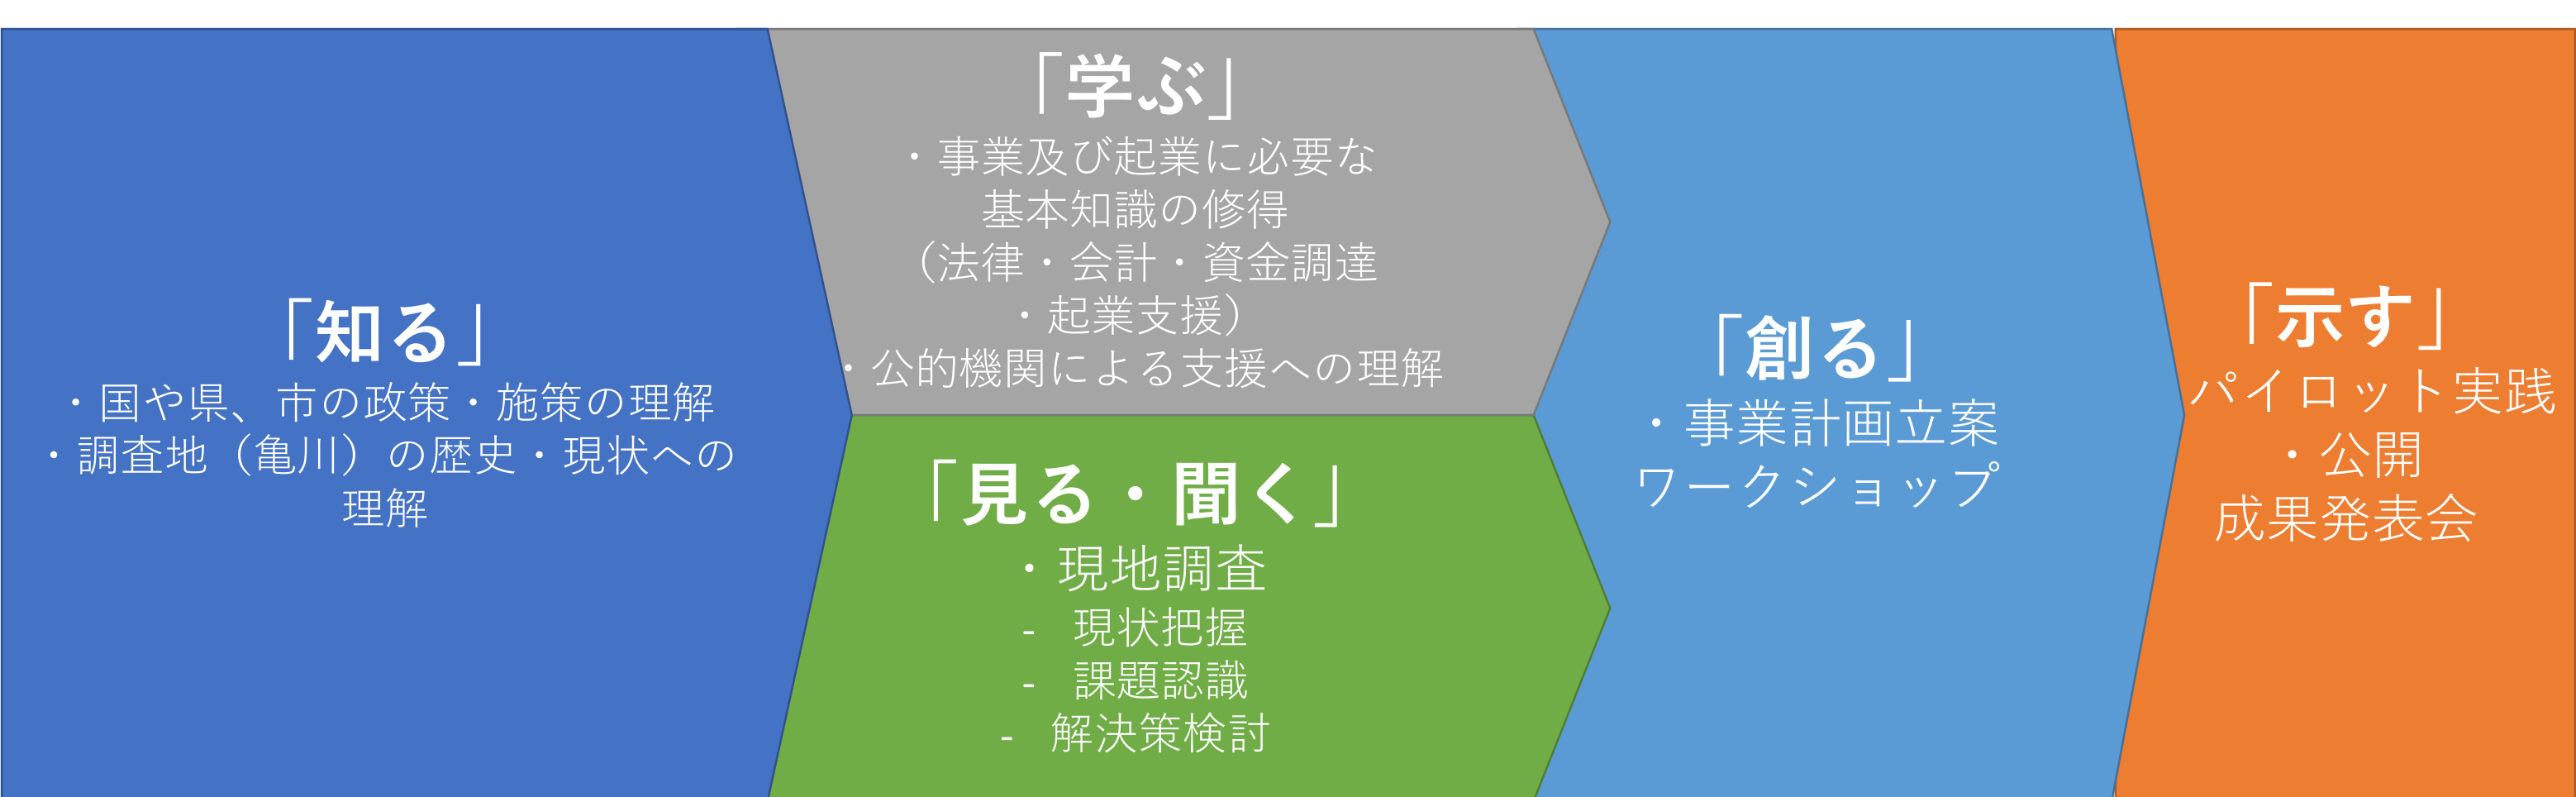 「知る」
・国や県、市の政策・施策の理解
・調査地（亀川）の歴史・現状への
理解
「学ぶ」
・事業及び起業に必要な
基本知識の修得
（法律・会計・資金調達
・起業支援）
・公的機関による支援への理解
「見る・聞く」
・現地調査
- 現状把握
- 課題認識
- 解決策検討
「創る」
・事業計画立案
ワークショップ
「示す」
パイロット実践
・公開
成果発表会